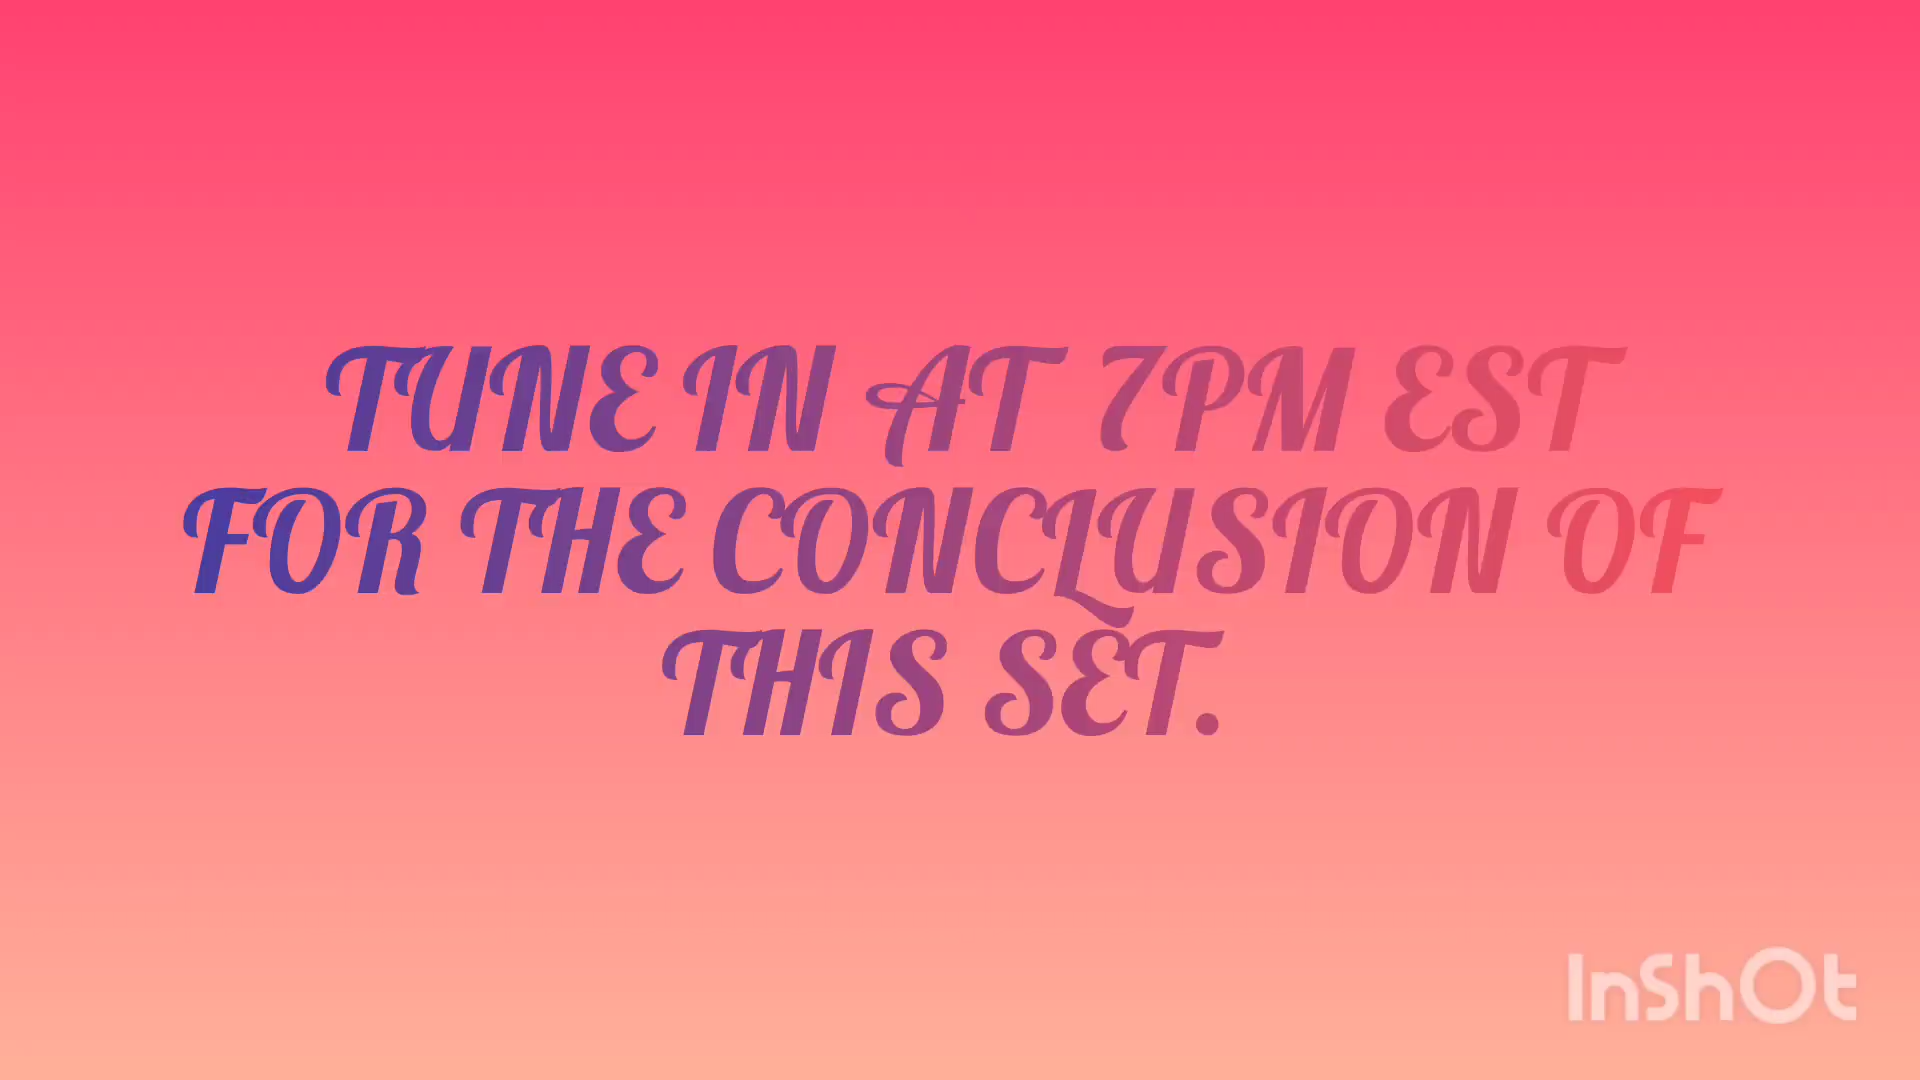 TUNE IN AT 7PM EST
FOR THE CONCLUSION OF
THIS SET.
InShOt